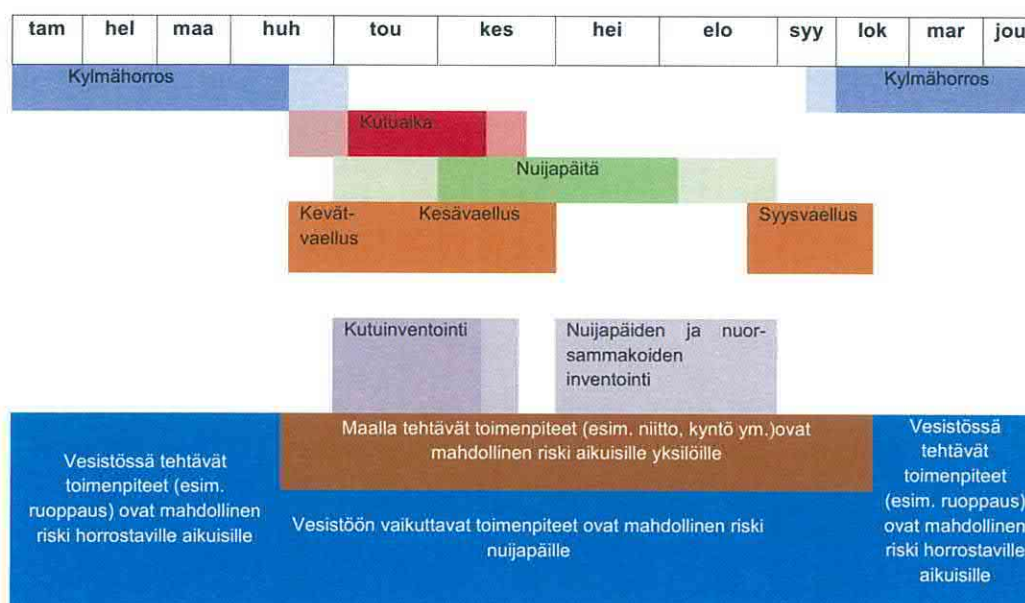 tam hel maa huh tou kes hei elo syy lok mar jou
Kylmähorros Kylmähorros
Kutuaika
Nuijapäitä
Kevät- Kesävaellus Syysvaellus
vaellus
Kutuinventointi
Nuijapäiden ja nuor-
sammakoiden
inventointi
Maalla tehtävät toimenpiteet (esim. niitto, kyntö ym.)ovat
mahdollinen riski aikuisille yksilöille
Vesistössä tehtävät
toimenpiteet (esim.
ruoppaus) ovat mahdollinen
riski horrostaville aikuisille
Vesistöön vaikuttavat toimenpiteet ovat mahdollinen riski
nuijapäille
Vesistössä
tehtävät
toimenpiteet
(esim. ruoppaus)
ovat mahdollinen
riski horrostaville
aikuisille